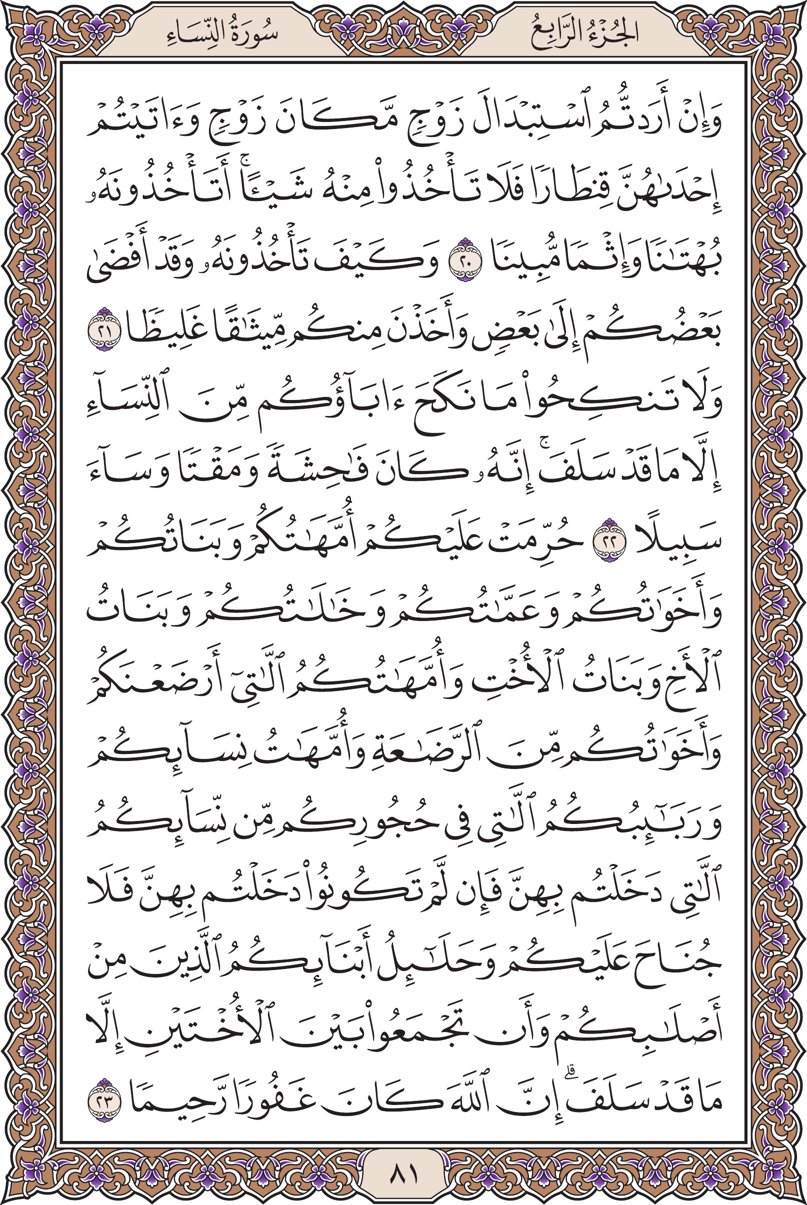 الجُزْءُ الرَّابِعُ
سُورَةُ النِّسَاءِ
وَإِنْ أَرَدتُّمُ ٱسْتِبْدَالَ زَوْجٍ مَّكَانَ زَوْجٍ وَءَاتَيْتُمْ
إِحْدَىٰهُنَّ قِنطَارًا فَلَا تَأْخُذُوا۟ مِنْهُ شَيْـًٔا ۚ أَتَأْخُذُونَهُۥ
بُهْتَـٰنًا وَإِثْمًا مُّبِينًا ٢٠ وَكَيْفَ تَأْخُذُونَهُۥ وَقَدْ أَفْضَىٰ
بَعْضُكُمْ إِلَىٰ بَعْضٍ وَأَخَذْنَ مِنكُم مِّيثَـٰقًا غَلِيظًا ٢١
وَلَا تَنكِحُوا۟ مَا نَكَحَ ءَابَآؤُكُم مِّنَ ٱلنِّسَآءِ
إِلَّا مَا قَدْ سَلَفَ ۚ إِنَّهُۥ كَانَ فَـٰحِشَةً وَمَقْتًا وَسَآءَ
سَبِيلًا ٢٢ حُرِّمَتْ عَلَيْكُمْ أُمَّهَـٰتُكُمْ وَبَنَاتُكُمْ
وَأَخَوَٰتُكُمْ وَعَمَّـٰتُكُمْ وَخَـٰلَـٰتُكُمْ وَبَنَاتُ
ٱلْأَخِ وَبَنَاتُ ٱلْأُخْتِ وَأُمَّهَـٰتُكُمُ ٱلَّـٰتِىٓ أَرْضَعْنَكُمْ
وَأَخَوَٰتُكُم مِّنَ ٱلرَّضَـٰعَةِ وَأُمَّهَـٰتُ نِسَآئِكُمْ
وَرَبَـٰٓئِبُكُمُ ٱلَّـٰتِى فِى حُجُورِكُم مِّن نِّسَآئِكُمُ
ٱلَّـٰتِى دَخَلْتُم بِهِنَّ فَإِن لَّمْ تَكُونُوا۟ دَخَلْتُم بِهِنَّ فَلَا
جُنَاحَ عَلَيْكُمْ وَحَلَـٰٓئِلُ أَبْنَآئِكُمُ ٱلَّذِينَ مِنْ
أَصْلَـٰبِكُمْ وَأَن تَجْمَعُوا۟ بَيْنَ ٱلْأُخْتَيْنِ إِلَّا
مَا قَدْ سَلَفَ ۗ إِنَّ ٱللَّهَ كَانَ غَفُورًا رَّحِيمًا ٢٣
٨١